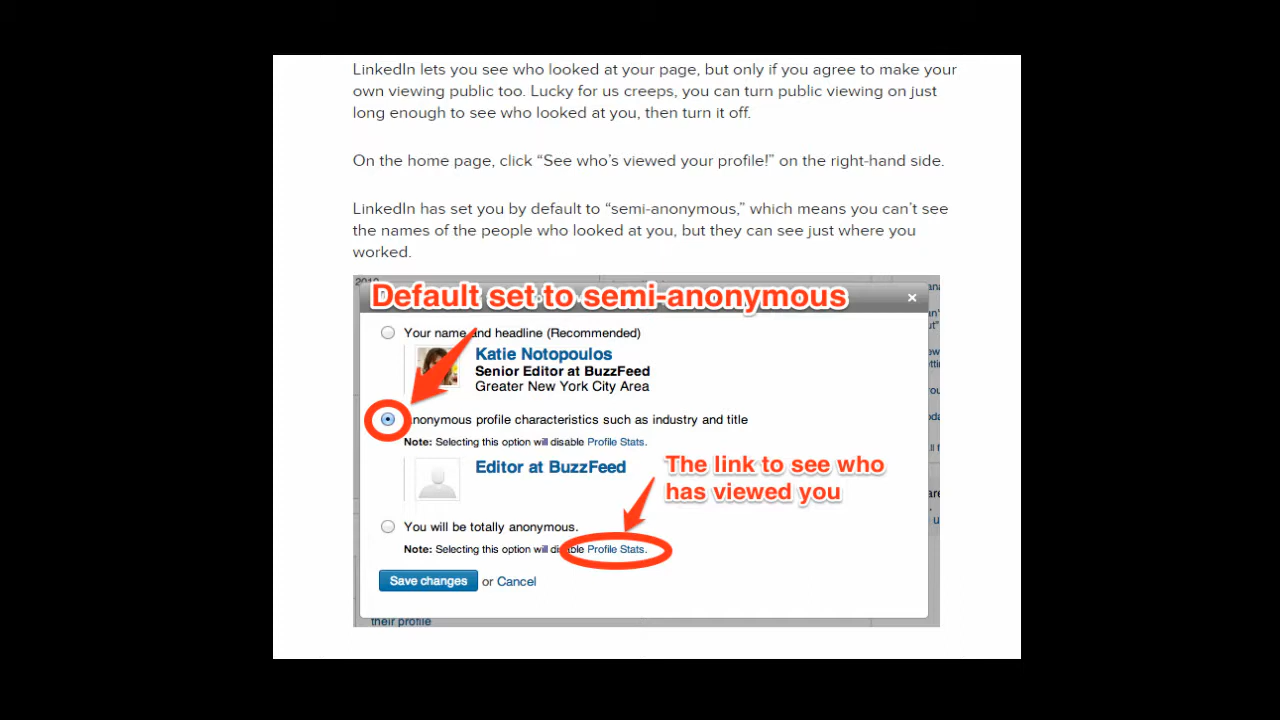 LinkedIn lets you see who looked at your page, but only if you agree to make your
own viewing public too. Lucky for us creeps, you can turn public viewing on just
long enough to see who looked at you, then turn it off.
On the home page, click “See who’s viewed your profile!” on the right-hand side.
LinkedIn has set you by default to “semi-anonymous,” which means you can’t see
the names of the people who looked at you, but they can see just where you
worked.
Default set to semi-anonymous
Your name and headline (Recommended)
Katie Notopoulos
Senior Editor at BuzzFeed
Greater New York City Area
nonymous profile characteristics such as industry and title
Note: Selecting this option will disable Profile Stats.
Editor at BuzzFeed
The link to see who
has viewed you
You will be totally anonymous.
Note: Selecting this option will disable Profile Stats.
Save changes or Cancel
their profile